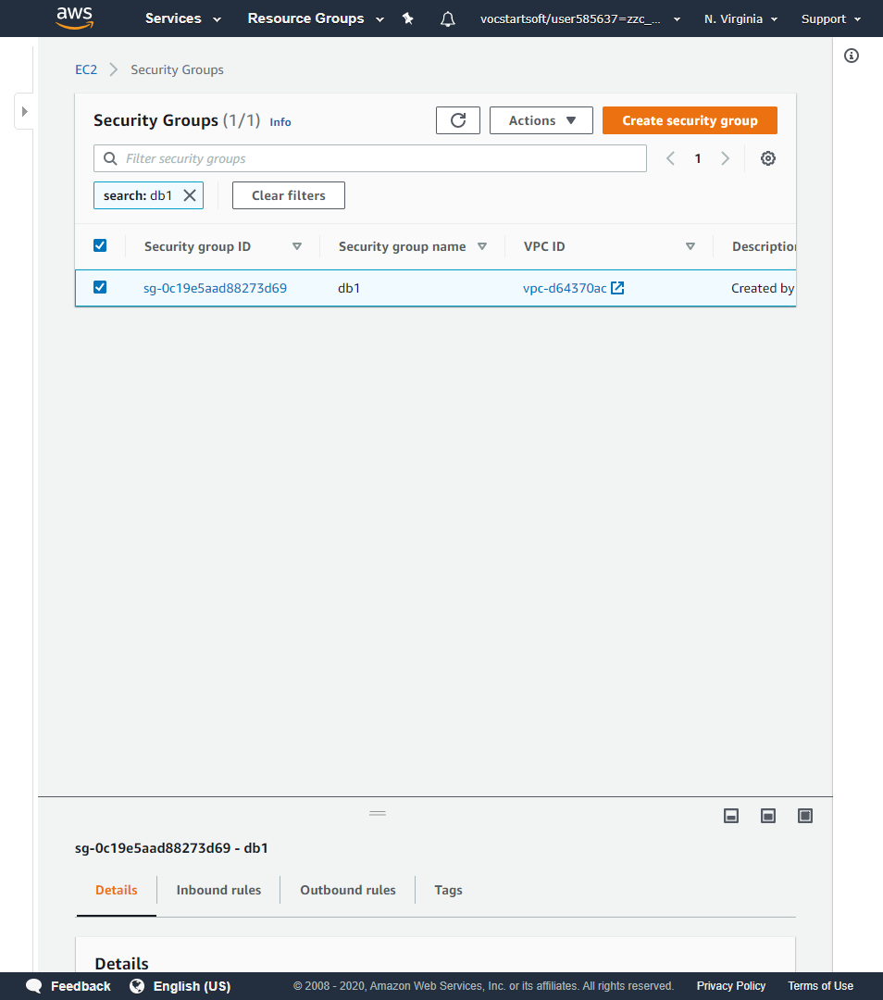 aws Services Resource Groups vocstartsoft/user585637=zzc_... N. Virginia Support
EC2 Security Groups
Security Groups (1/1) Info Actions Create security group
Filter security groups 1
search: db1 Clear filters
Security group ID Security group name VPC ID Description
sg-0c19e5aad88273d69 db1 vpc-d64370ac Created by
sg-0c19e5aad88273d69 - db1
Details Inbound rules Outbound rules Tags
Details
Feedback English (US) © 2008 - 2020, Amazon Web Services, Inc. or its affiliates. All rights reserved. Privacy Policy Terms of Use